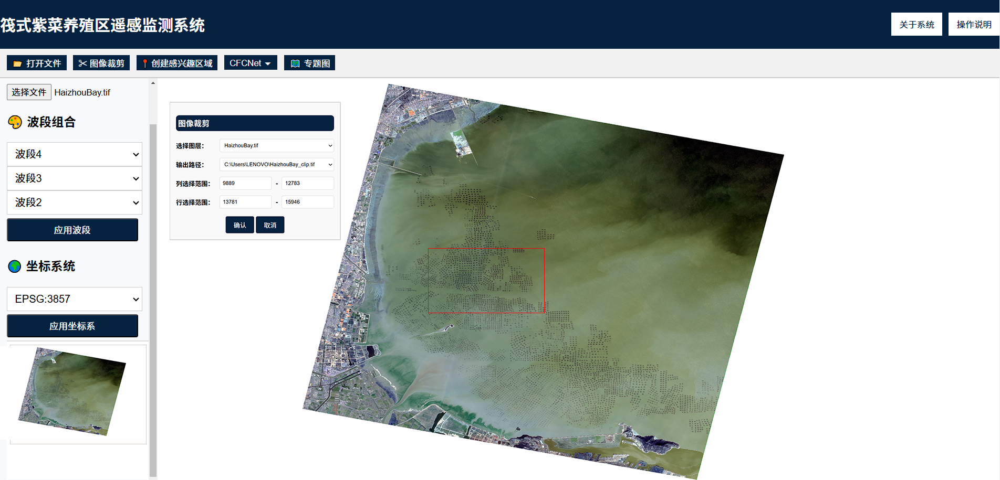 筏式紫菜养殖区遥感监测系统
关于系统
操作说明
打开文件
图像裁剪
创建感兴趣区域
CFCNet
专题图
选择文件 HaizhouBay.tif
波段组合
波段4
波段3
波段2
应用波段
坐标系统
EPSG:3857
应用坐标系
图像裁剪
选择图层： HaizhouBay.tif
输出路径： C:\Users\LENOVO\HaizhouBay_clip.tif
列选择范围： 9889 - 12783
行选择范围： 13781 - 15946
确认 取消